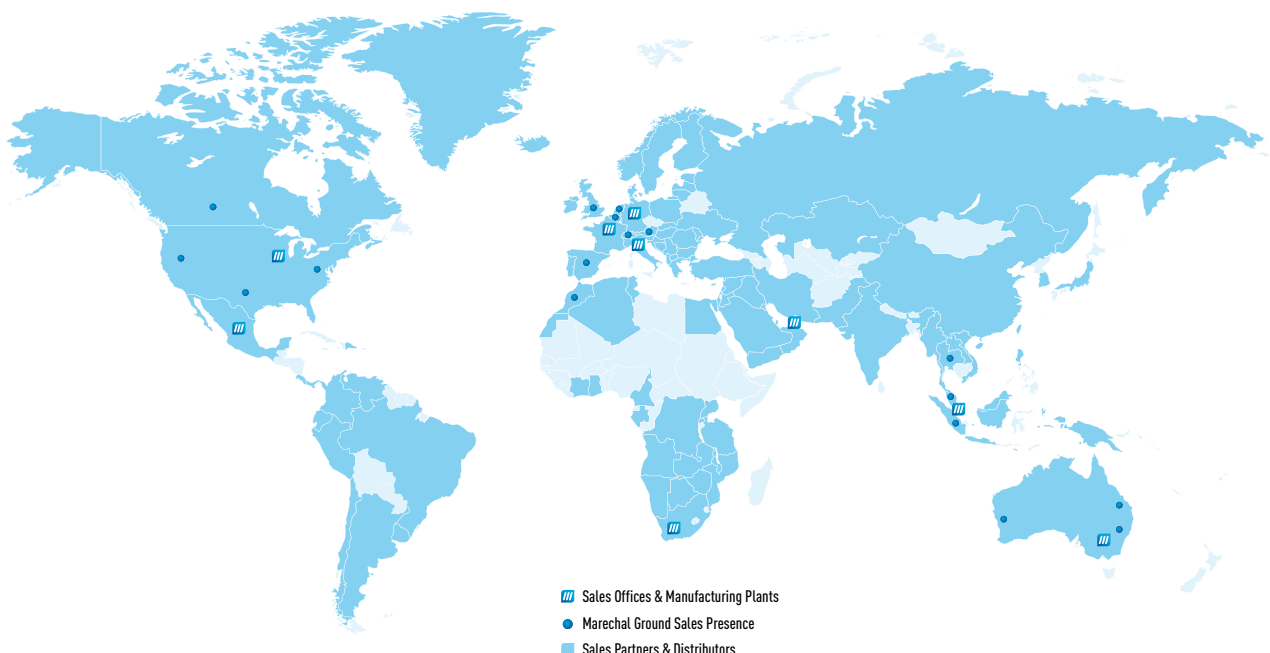 Sales Offices & Manufacturing Plants
Marechal Ground Sales Presence
Sales Partners & Distributors